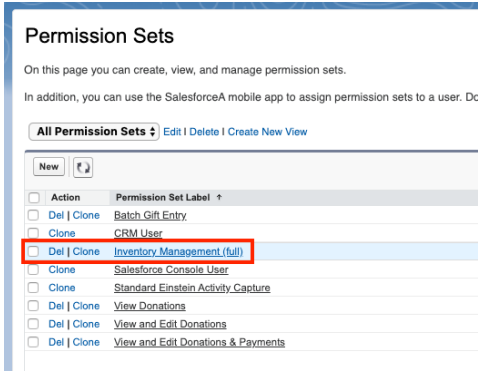 Permission Sets
On this page you can create, view, and manage permission sets.
In addition, you can use the SalesforceA mobile app to assign permission sets to a user. Do
All Permission Sets Edit | Delete | Create New View
New
Action Permission Set Label ↑
Del | Clone Batch Gift Entry
Clone CRM User
Del | Clone Inventory Management (full)
Clone Salesforce Console User
Clone Standard Einstein Activity Capture
Del | Clone View Donations
Del | Clone View and Edit Donations
Del | Clone View and Edit Donations & Payments